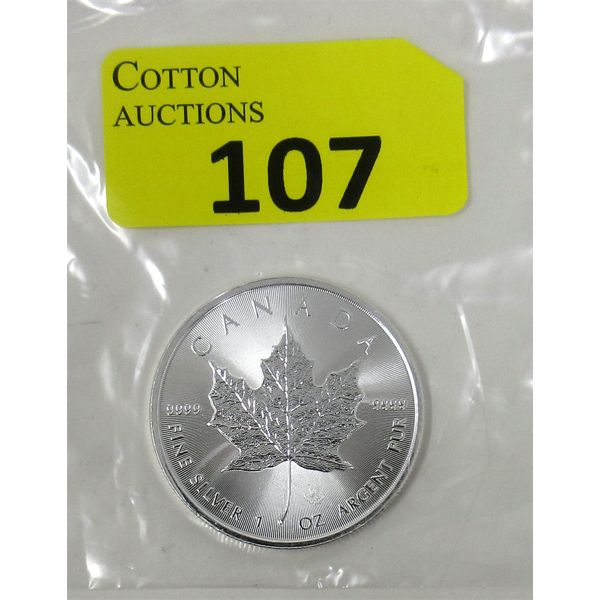 COTTON
AUCTIONS
107
CANADA
9999 9999
FINE SILVER 1 OZ ARGENT PUR